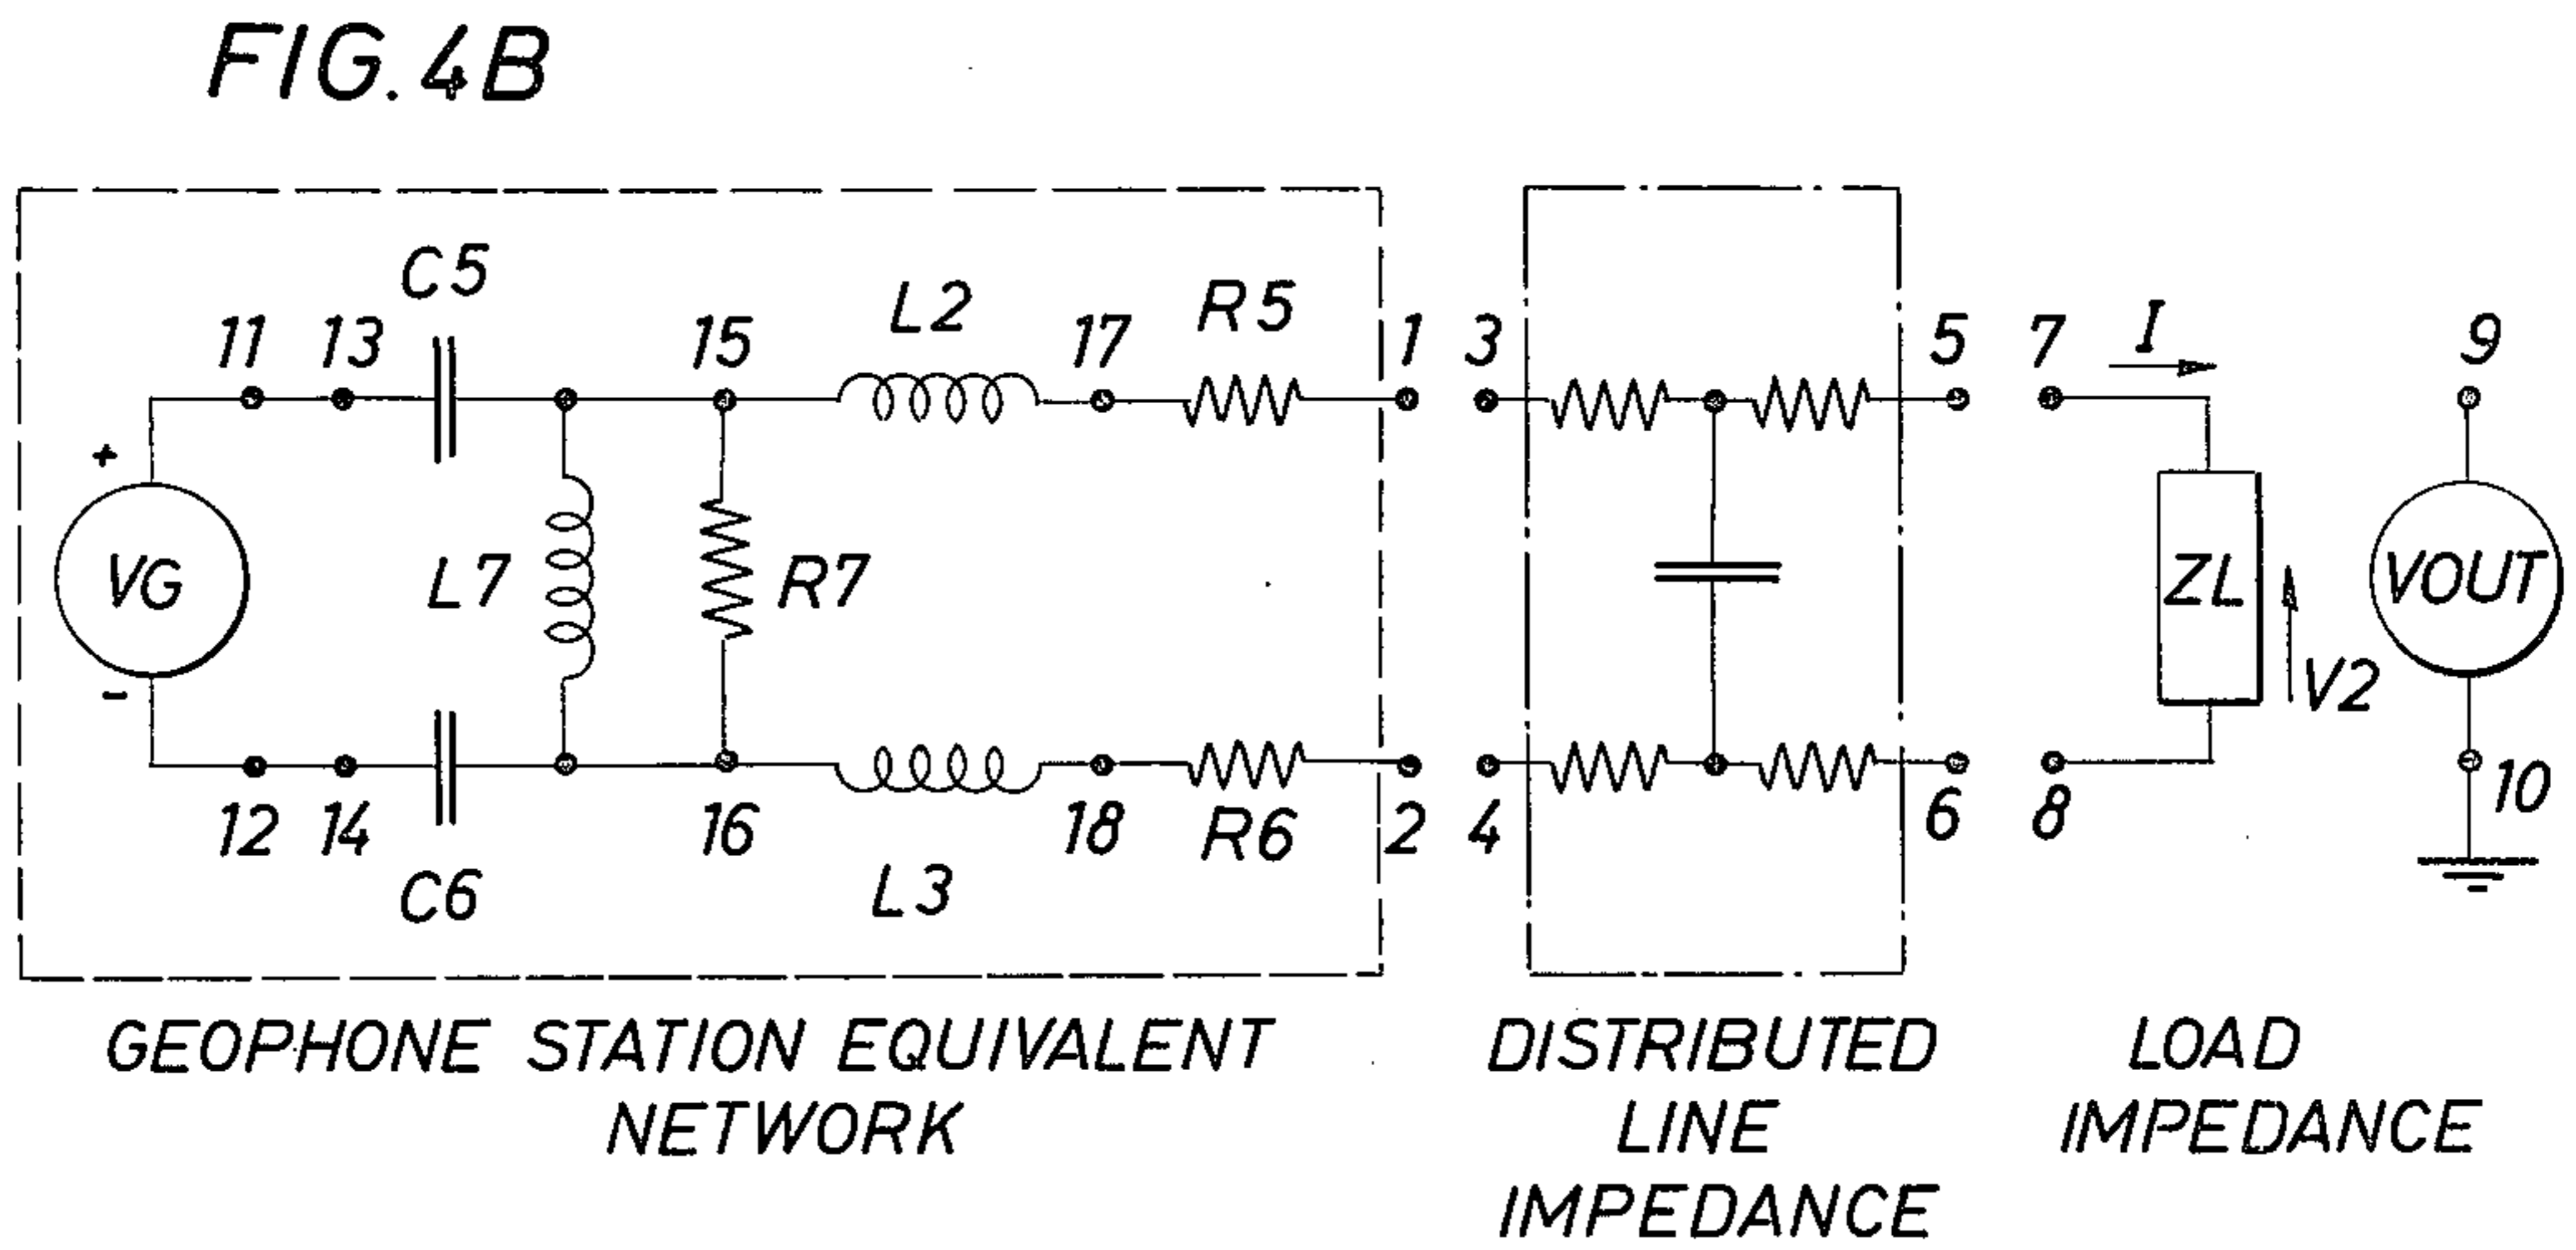 FIG.4B
C5
L2
R5
11
13
15
17
1
3
5
7
I
9
+
VG
-
L7
R7
ZL
V2
VOUT
12
14
C6
16
L3
18
R6
2
4
6
8
10
GEOPHONE STATION EQUIVALENT
NETWORK
DISTRIBUTED
LINE
IMPEDANCE
LOAD
IMPEDANCE